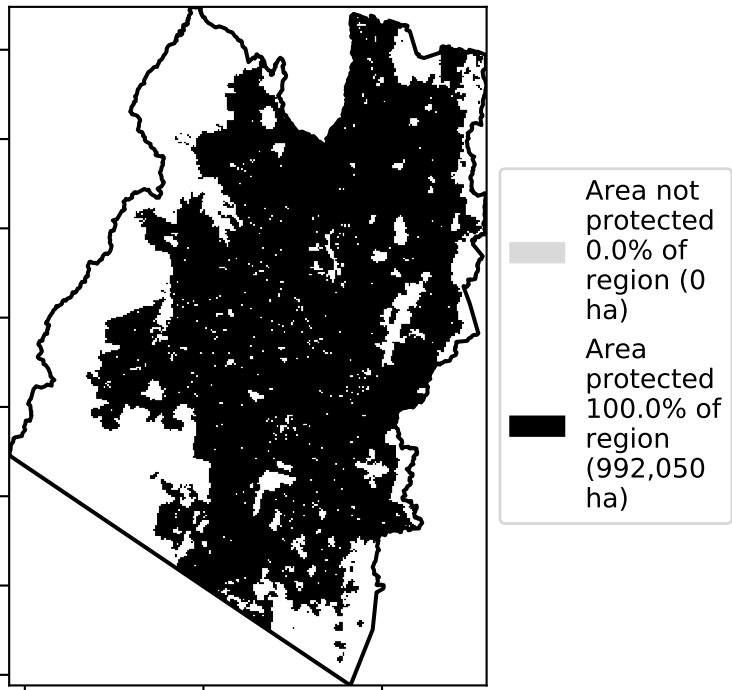 Area not
protected
0.0% of
region (0
ha)
Area
protected
100.0% of
region
(992,050
ha)